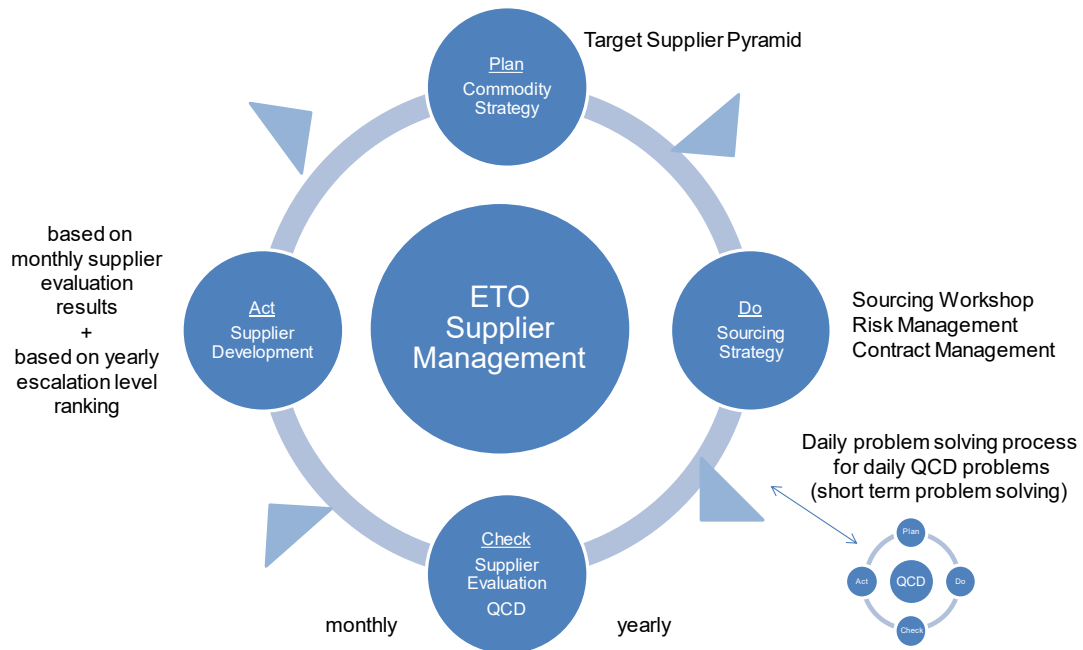 Target Supplier Pyramid
Plan
Commodity
Strategy
based on
monthly supplier
evaluation
results
+
based on yearly
escalation level
ranking
Act
Supplier
Development
ETO
Supplier
Management
Do
Sourcing
Strategy
Sourcing Workshop
Risk Management
Contract Management
Daily problem solving process
for daily QCD problems
(short term problem solving)
Check
Supplier
Evaluation
QCD
monthly
yearly
Plan
Act
QCD
Do
Check